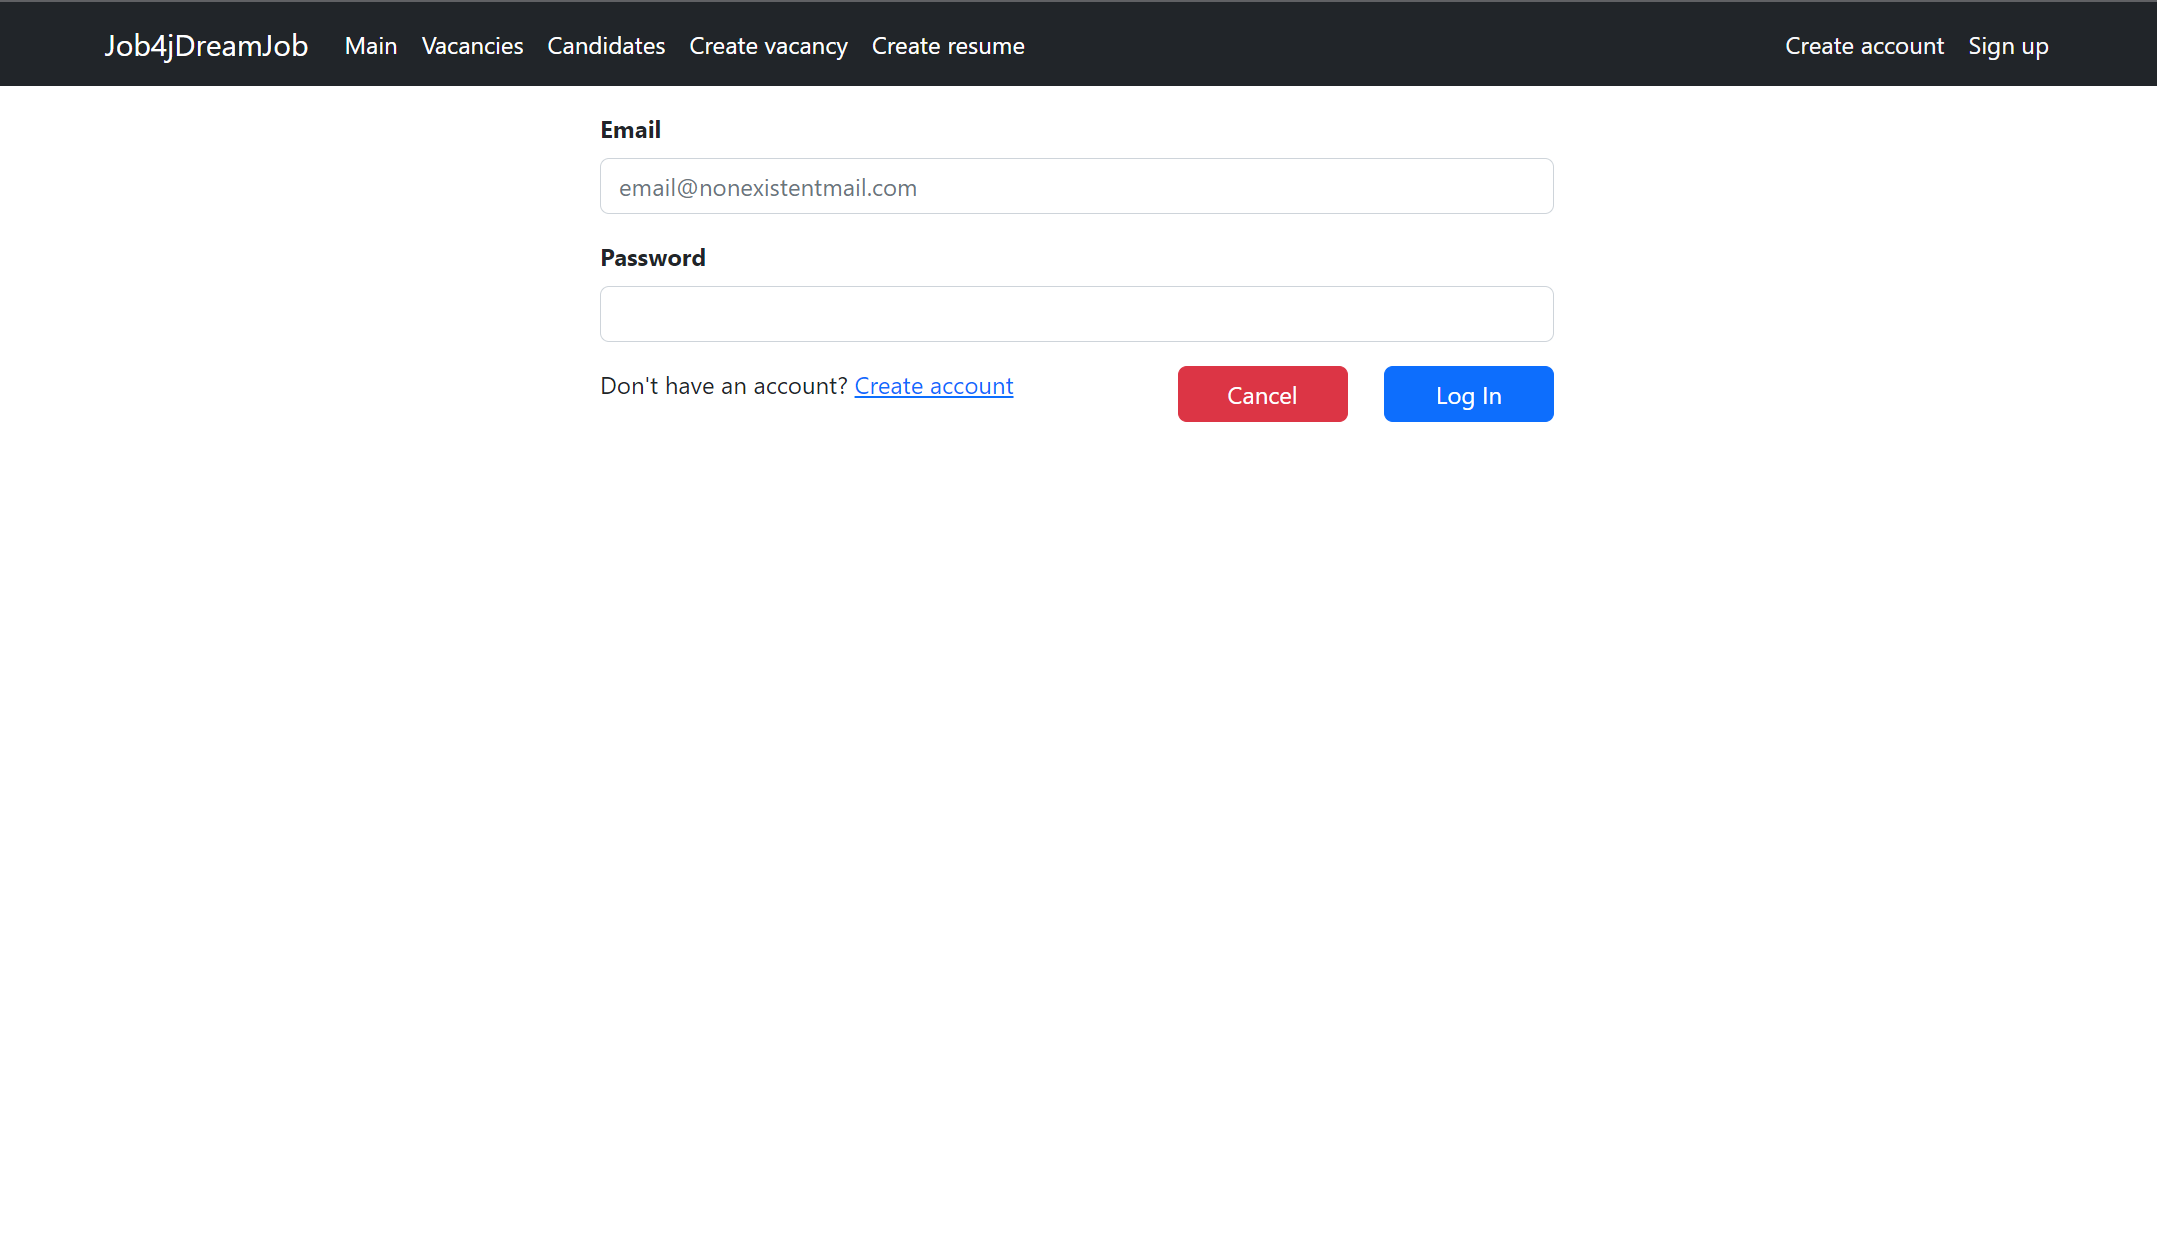 Job4jDreamJob Main Vacancies Candidates Create vacancy Create resume Create account Sign up
Email
email@nonexistentmail.com
Password
Don't have an account? Create account Cancel Log In